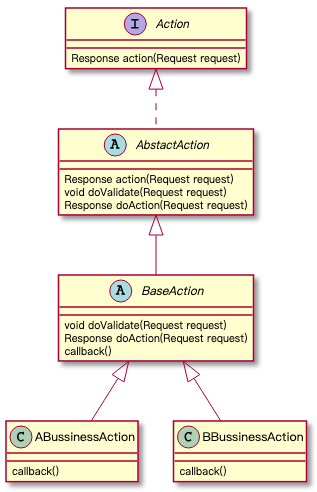 I Action
Response action(Request request)
A AbstactAction
Response action(Request request)
void doValidate(Request request)
Response doAction(Request request)
A BaseAction
void doValidate(Request request)
Response doAction(Request request)
callback()
C ABussinessAction
callback()
C BBussinessAction
callback()